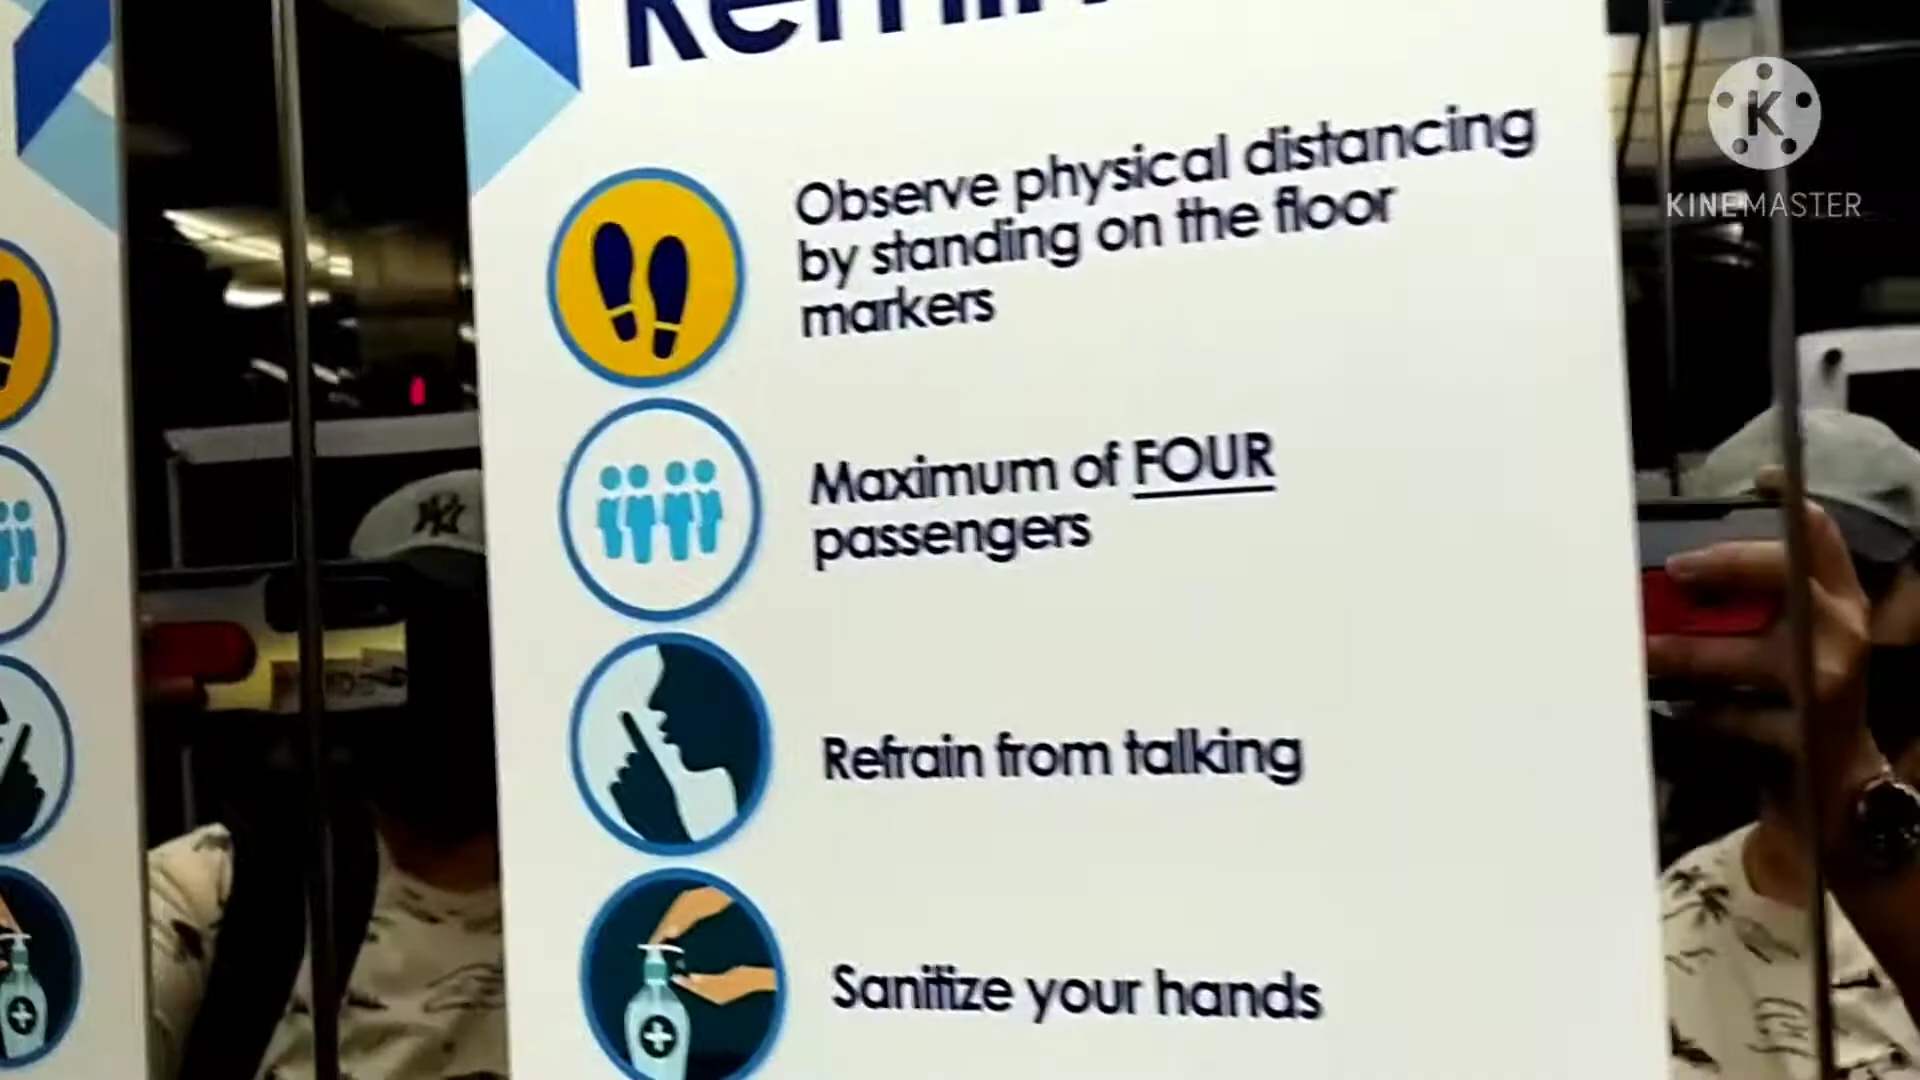 Observe physical distancing
by standing on the floor
markers
Maximum of FOUR
passengers
Refrain from talking
Sanitize your hands
K
KINEMASTER
NY